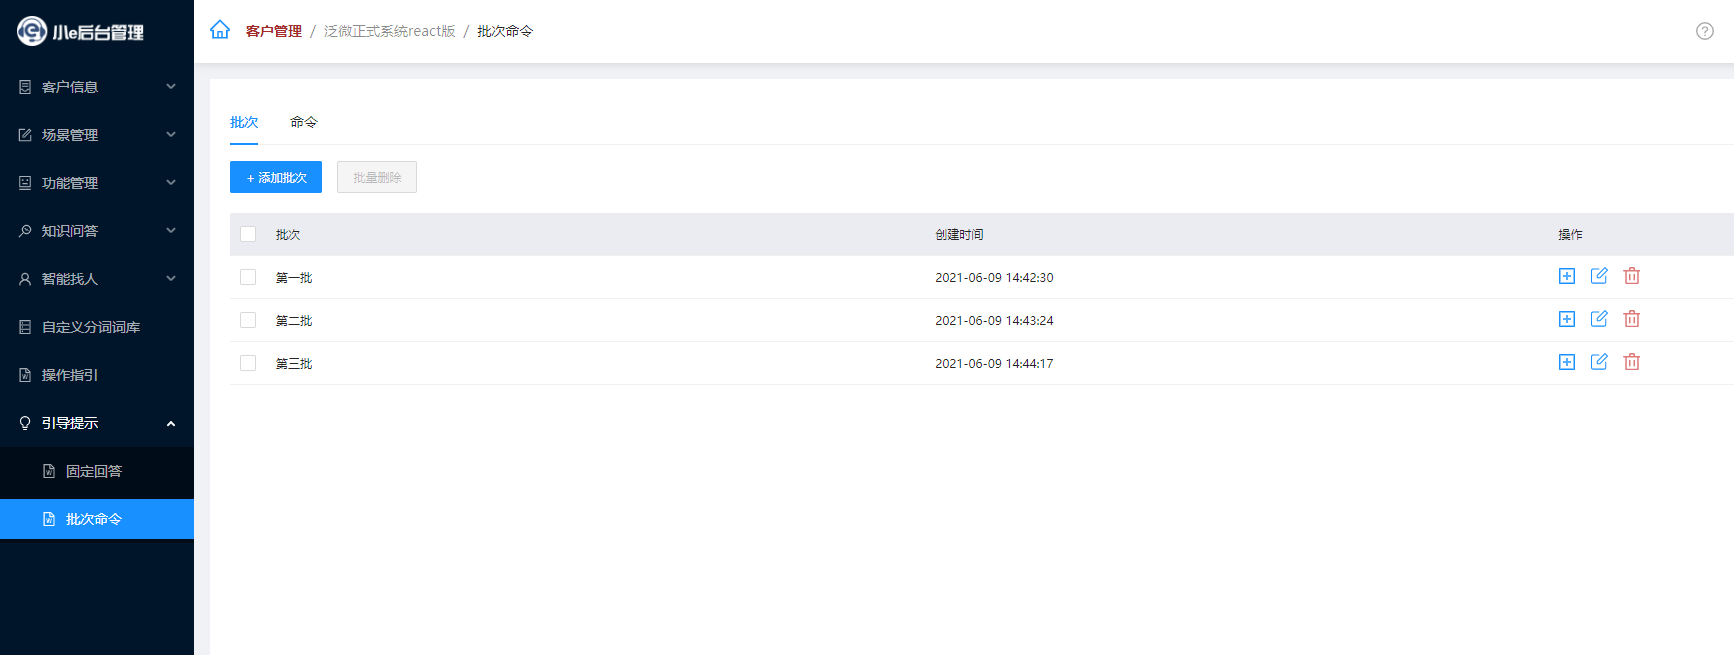 小e后台管理
客户管理 / 泛微正式系统react版 / 批次命令
客户信息
场景管理
功能管理
知识问答
智能找人
自定义分词词库
操作指引
引导提示
固定回答
批次命令
批次 命令
+ 添加批次 批量删除
批次 创建时间 操作
第一批 2021-06-09 14:42:30
第二批 2021-06-09 14:43:24
第三批 2021-06-09 14:44:17